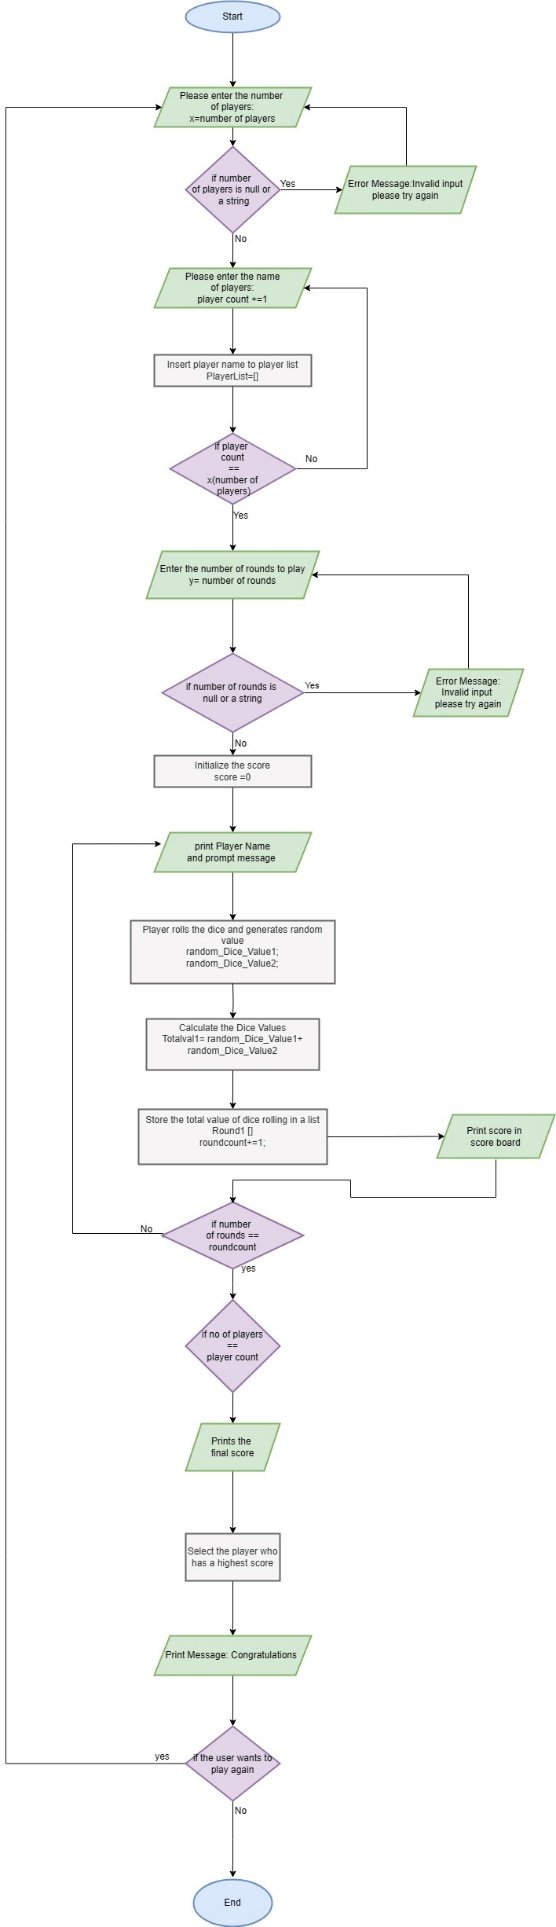 Start
Please enter the number
of players:
x=number of players
if number
of players is null or
a string
Yes
Error Message:Invalid input
please try again
No
Please enter the name
of players:
player count +=1
Insert player name to player list
PlayerList=[]
if player
count
==
x(number of
players)
No
Yes
Enter the number of rounds to play
y= number of rounds
if number of rounds is
null or a string
Yes
Error Message:
Invalid input
please try again
No
Initialize the score
score =0
print Player Name
and prompt message
Player rolls the dice and generates random
value
random_Dice_Value1;
random_Dice_Value2;
Calculate the Dice Values
Totalval1= random_Dice_Value1+
random_Dice_Value2
Store the total value of dice rolling in a list
Round1 []
roundcount+=1;
Print score in
score board
if number
of rounds ==
roundcount
No
yes
if no of players
==
player count
Prints the
final score
Select the player who
has a highest score
Print Message: Congratulations
if the user wants to
play again
yes
No
End